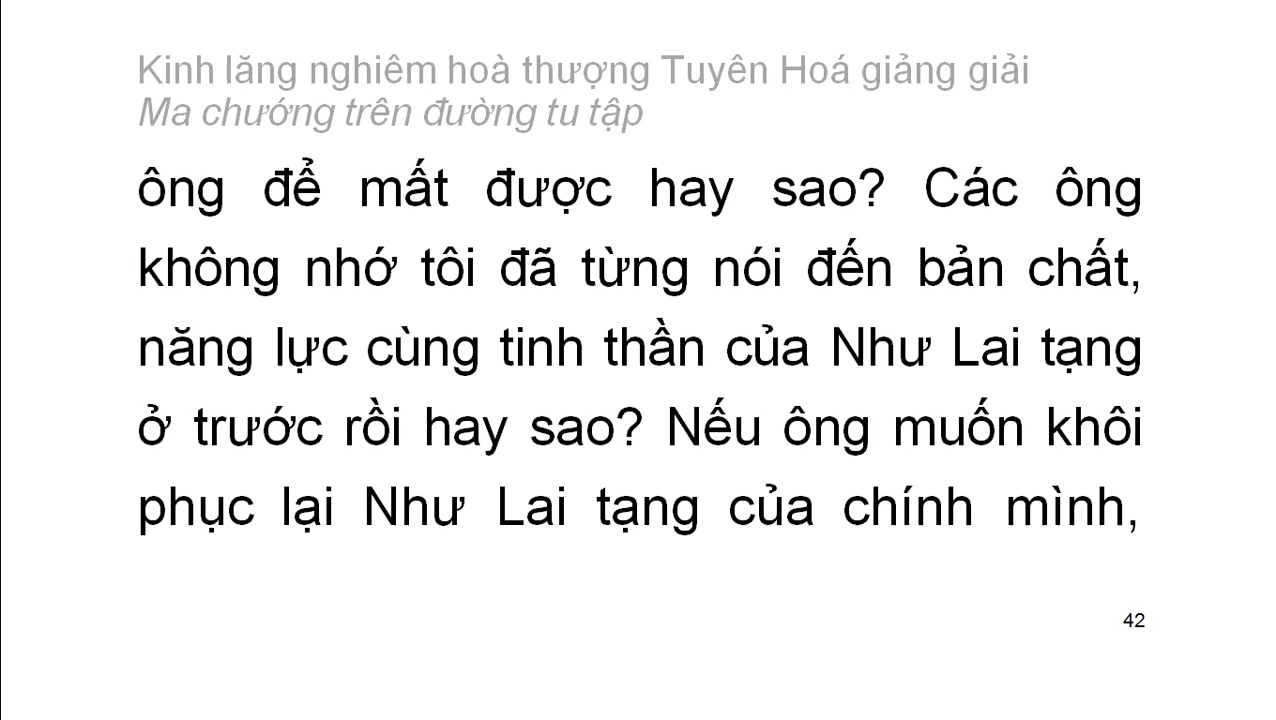 Kinh lăng nghiêm hoà thượng Tuyên Hoá giảng giải
Ma chướng trên đường tu tập
ông để mất được hay sao? Các ông
không nhớ tôi đã từng nói đến bản chất,
năng lực cùng tinh thần của Như Lai tạng
ở trước rồi hay sao? Nếu ông muốn khôi
phục lại Như Lai tạng của chính mình,
42